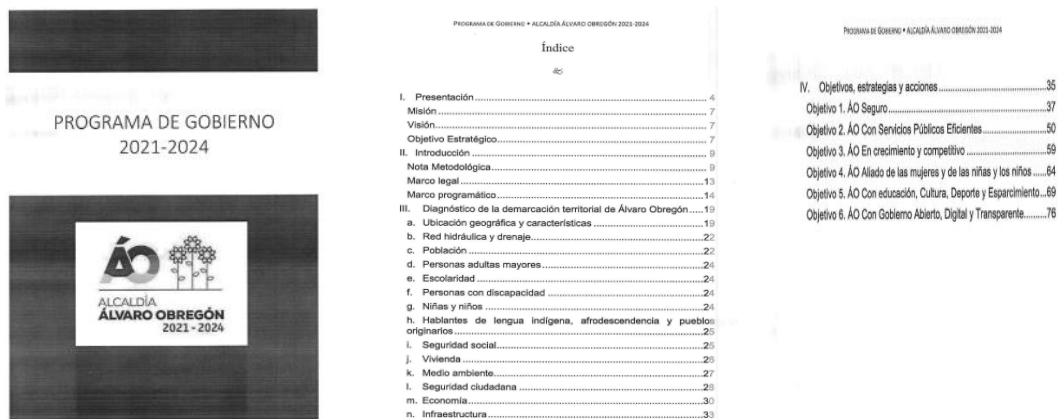 PROGRAMA DE GOBIERNO
2021-2024
ÁO
ALCALDÍA
ÁLVARO OBREGÓN
2021 - 2024
PROGRAMA DE GOBIERNO • ALCALDÍA ÁLVARO OBREGÓN 2021-2024
Índice
I. Presentación 4
Misión 7
Visión 7
Objetivo Estratégico 7
II. Introducción 9
Nota Metodológica 9
Marco legal 13
Marco programático 14
III. Diagnóstico de la demarcación territorial de Álvaro Obregón 19
a. Ubicación geográfica y características 19
b. Red hidráulica y drenaje 22
c. Población 22
d. Personas adultas mayores 24
e. Escolaridad 24
f. Personas con discapacidad 24
g. Niñas y niños 24
h. Hablantes de lengua indígena, afrodescendencia y pueblos
originarios 25
i. Seguridad social 25
j. Vivienda 26
k. Medio ambiente 27
l. Seguridad ciudadana 28
m. Economía 30
n. Infraestructura 33
PROGRAMA DE GOBIERNO • ALCALDÍA ÁLVARO OBREGÓN 2021-2024
IV. Objetivos, estrategias y acciones 35
Objetivo 1. ÁO Seguro 37
Objetivo 2. ÁO Con Servicios Públicos Eficientes 50
Objetivo 3. ÁO En crecimiento y competitivo 59
Objetivo 4. ÁO Aliado de las mujeres y de las niñas y los niños 64
Objetivo 5. ÁO Con educación, Cultura, Deporte y Esparcimiento 69
Objetivo 6. ÁO Con Gobierno Abierto, Digital y Transparente 76